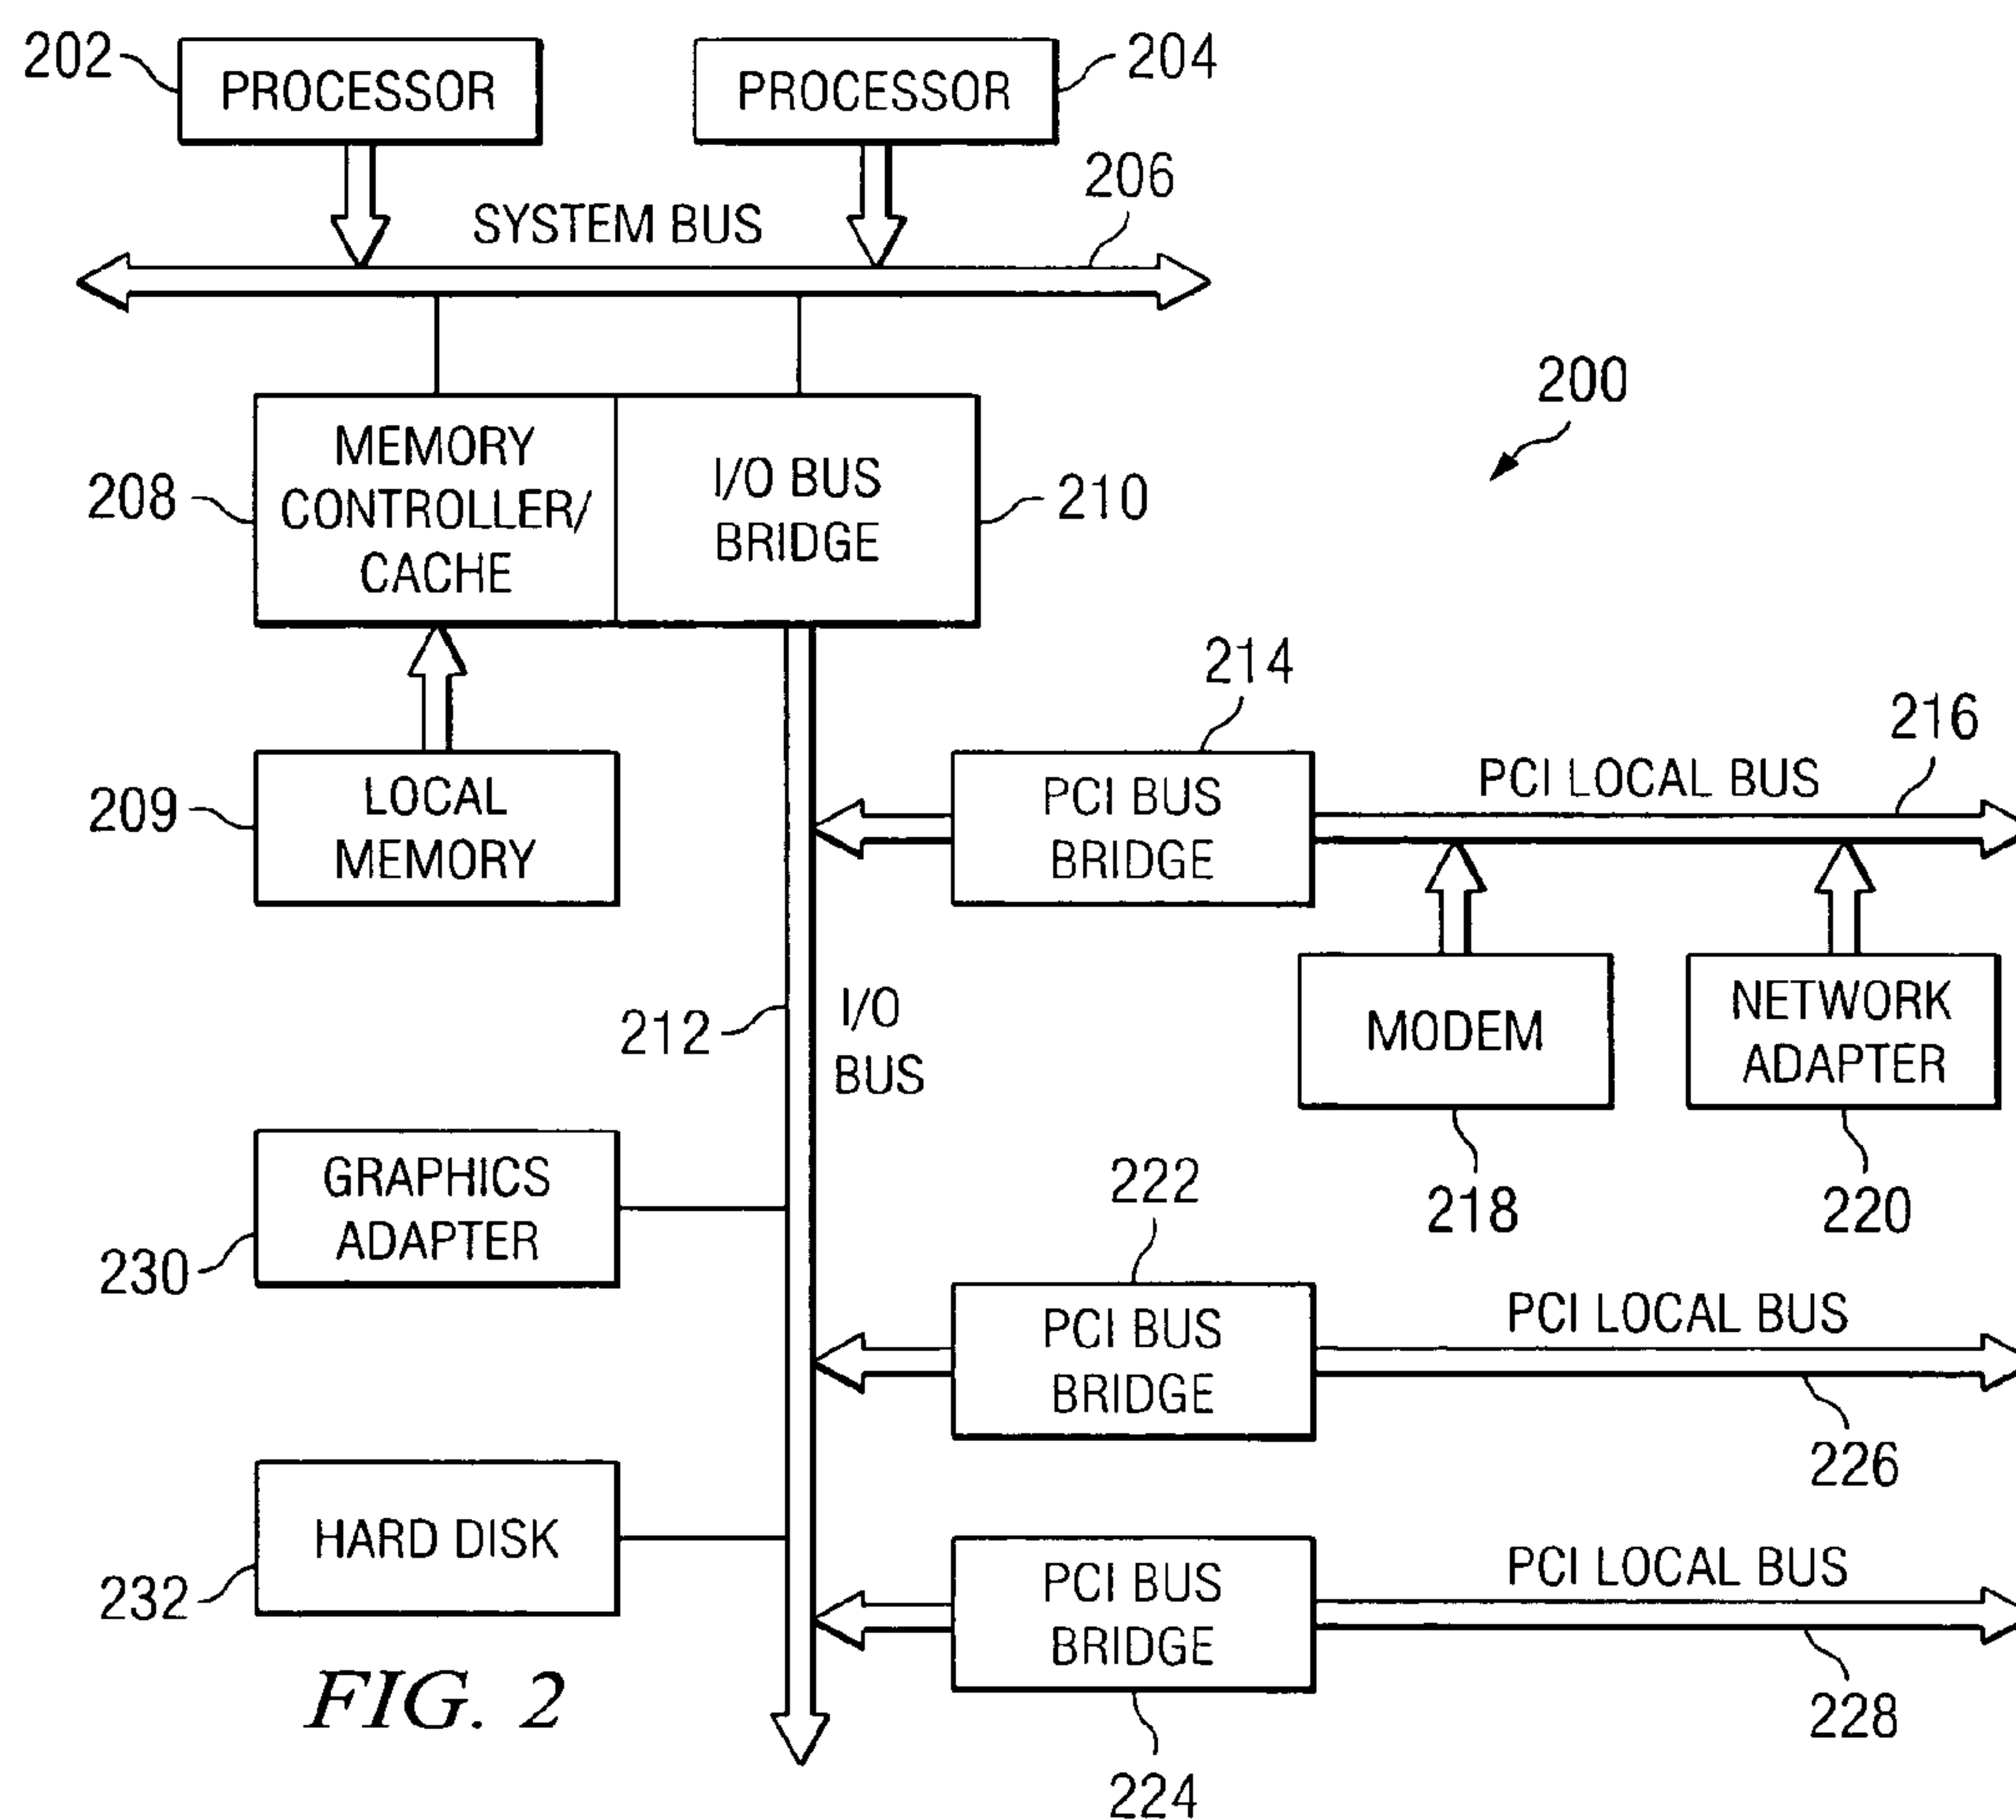 202
PROCESSOR
PROCESSOR
204
206
SYSTEM BUS
200
208
MEMORY
CONTROLLER/
CACHE
I/O BUS
BRIDGE
210
214
216
209
LOCAL
MEMORY
PCI BUS
BRIDGE
PCI LOCAL BUS
212
I/O
BUS
MODEM
NETWORK
ADAPTER
218
220
230
GRAPHICS
ADAPTER
222
PCI BUS
BRIDGE
PCI LOCAL BUS
226
232
HARD DISK
PCI BUS
BRIDGE
PCI LOCAL BUS
228
224
FIG. 2